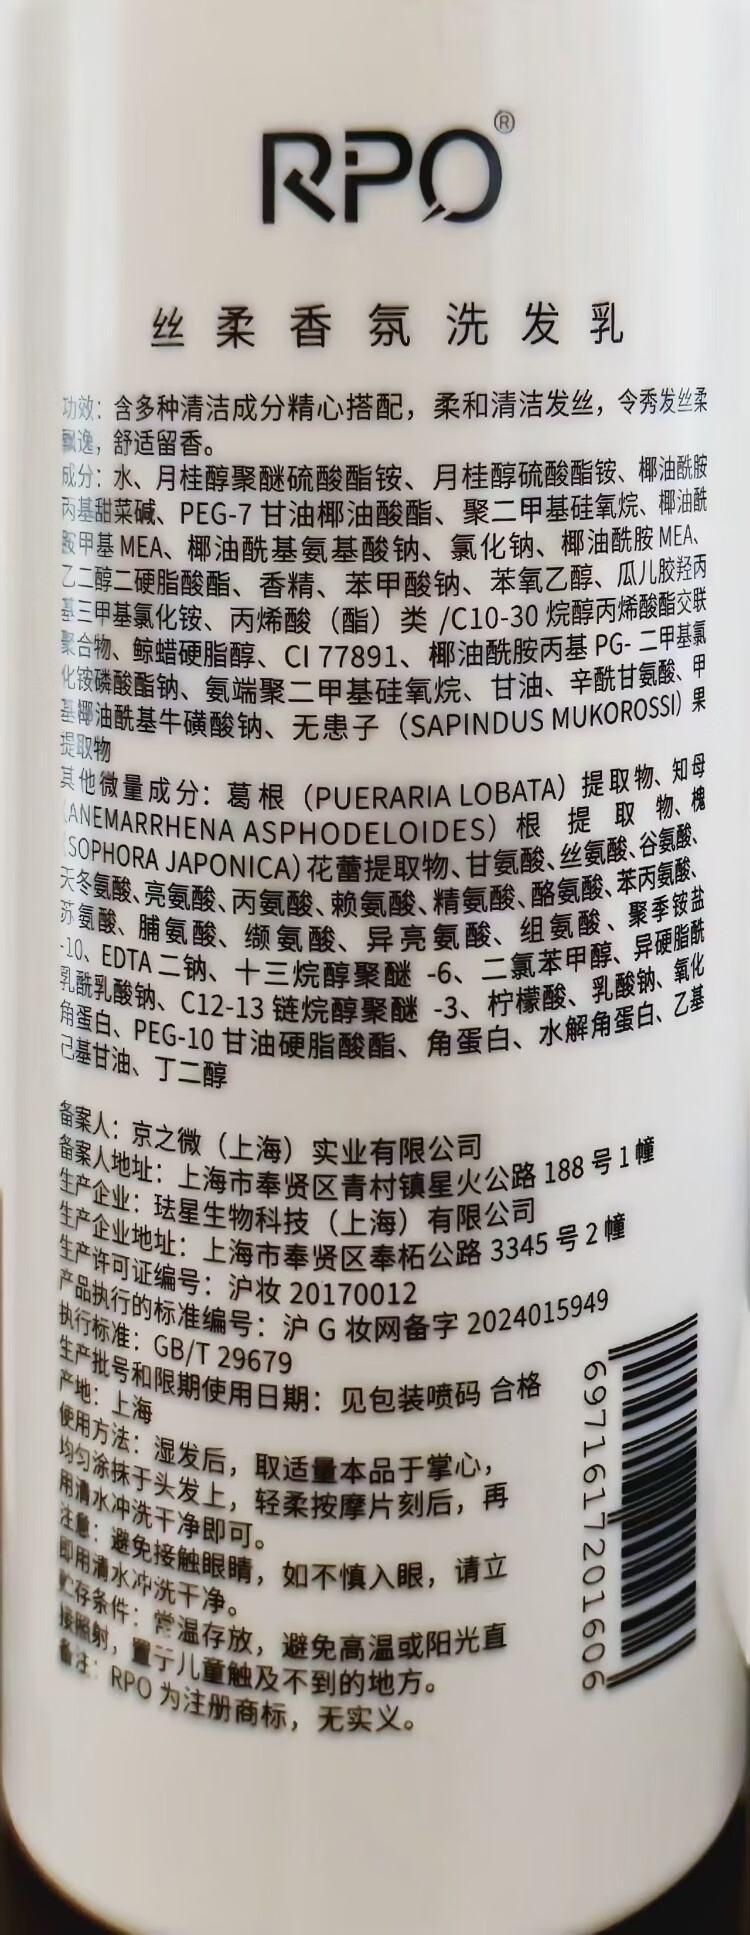 RPO®
丝柔香氛洗发乳
功效：含多种清洁成分精心搭配，柔和清洁发丝，令秀发丝柔
飘逸，舒适留香。
成分：水、月桂醇聚醚硫酸酯铵、月桂醇硫酸酯铵、椰油酰胺
丙基甜菜碱、PEG-7 甘油椰油酸酯、聚二甲基硅氧烷、椰油酰
胺甲基 MEA、椰油酰基氨基酸钠、氯化钠、椰油酰胺 MEA、
乙二醇二硬脂酸酯、香精、苯甲酸钠、苯氧乙醇、瓜儿胶羟丙
基三甲基氯化铵、丙烯酸（酯）类 /C10-30 烷醇丙烯酸酯交联
聚合物、鲸蜡硬脂醇、CI 77891、椰油酰胺丙基 PG- 二甲基氯
化铵磷酸酯钠、氨端聚二甲基硅氧烷、甘油、辛酰甘氨酸、甲
基椰油酰基牛磺酸钠、无患子（SAPINDUS MUKOROSSI）果
提取物
其他微量成分：葛根（PUERARIA LOBATA）提取物、知母
（ANEMARRHENA ASPHODELOIDES）根 提 取 物、槐
（SOPHORA JAPONICA）花蕾提取物、甘氨酸、丝氨酸、谷氨酸、
天冬氨酸、亮氨酸、丙氨酸、赖氨酸、精氨酸、酪氨酸、苯丙氨酸、
苏氨酸、脯氨酸、缬氨酸、异亮氨酸、组氨酸、聚季铵盐
-10、EDTA 二钠、十三烷醇聚醚 -6、二氯苯甲醇、异硬脂酰
乳酰乳酸钠、C12-13 链烷醇聚醚 -3、柠檬酸、乳酸钠、氧化
角蛋白、PEG-10 甘油硬脂酸酯、角蛋白、水解角蛋白、乙基
己基甘油、丁二醇
备案人：京之微（上海）实业有限公司
备案人地址：上海市奉贤区青村镇星火公路 188 号 1 幢
生产企业：珐星生物科技（上海）有限公司
生产企业地址：上海市奉贤区奉柘公路 3345 号 2 幢
生产许可证编号：沪妆 20170012
产品执行的标准编号：沪 G 妆网备字 2024015949
执行标准：GB/T 29679
生产批号和限期使用日期：见包装喷码 合格
产地：上海
使用方法：湿发后，取适量本品于掌心，
均匀涂抹于头发上，轻柔按摩片刻后，再
用清水冲洗干净即可。
注意：避免接触眼睛，如不慎入眼，请立
即用清水冲洗干净。
贮存条件：常温存放，避免高温或阳光直
接照射，置于儿童触及不到的地方。
备注：RPO 为注册商标，无实义。
6971617201606